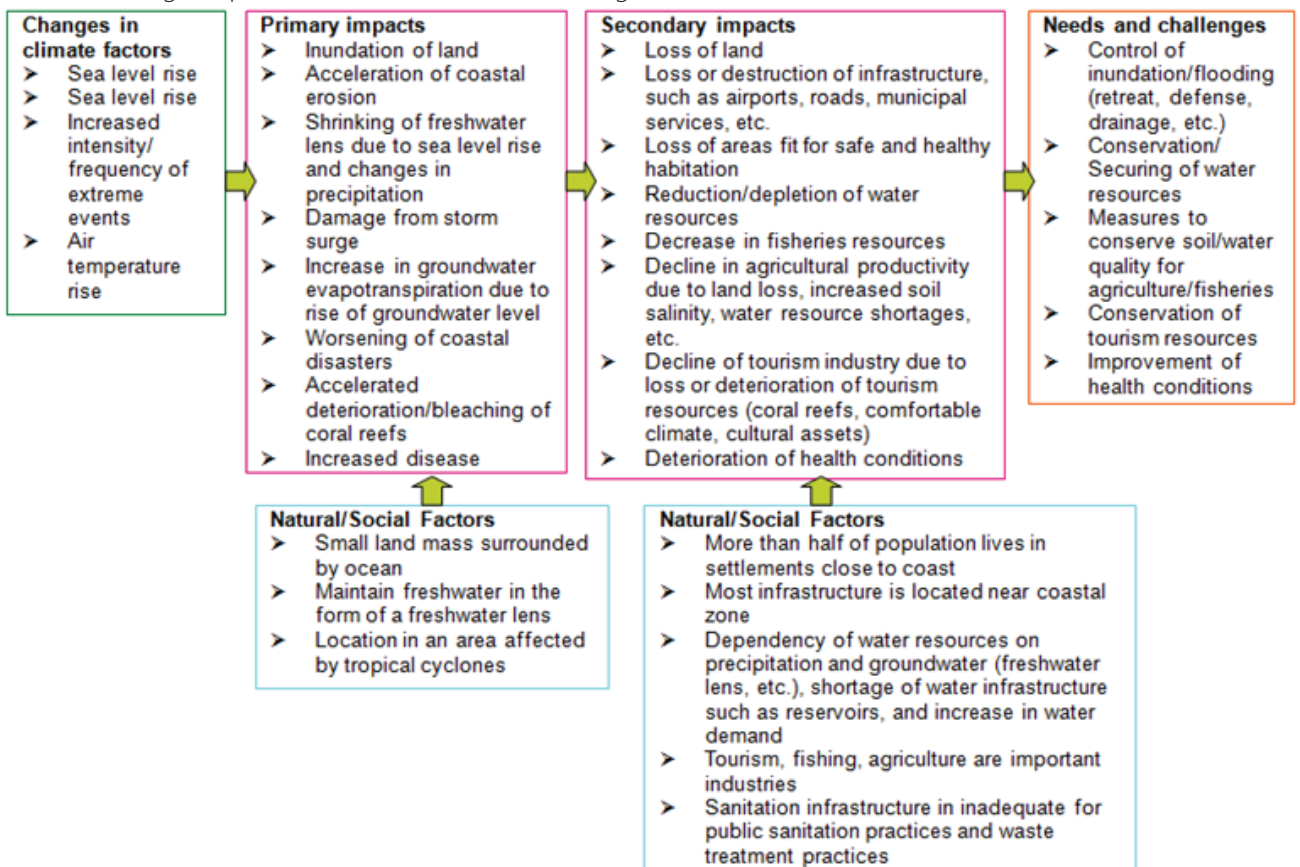 Changes in
climate factors
➤ Sea level rise
➤ Sea level rise
➤ Increased
intensity/
frequency of
extreme
events
➤ Air
temperature
rise
Primary impacts
➤ Inundation of land
➤ Acceleration of coastal
erosion
➤ Shrinking of freshwater
lens due to sea level rise
and changes in
precipitation
➤ Damage from storm
surge
➤ Increase in groundwater
evapotranspiration due to
rise of groundwater level
➤ Worsening of coastal
disasters
➤ Accelerated
deterioration/bleaching of
coral reefs
➤ Increased disease
Secondary impacts
➤ Loss of land
➤ Loss or destruction of infrastructure,
such as airports, roads, municipal
services, etc.
➤ Loss of areas fit for safe and healthy
habitation
➤ Reduction/depletion of water
resources
➤ Decrease in fisheries resources
➤ Decline in agricultural productivity
due to land loss, increased soil
salinity, water resource shortages,
etc.
➤ Decline of tourism industry due to
loss or deterioration of tourism
resources (coral reefs, comfortable
climate, cultural assets)
➤ Deterioration of health conditions
Needs and challenges
➤ Control of
inundation/flooding
(retreat, defense,
drainage, etc.)
➤ Conservation/
Securing of water
resources
➤ Measures to
conserve soil/water
quality for
agriculture/fisheries
➤ Conservation of
tourism resources
➤ Improvement of
health conditions
Natural/Social Factors
➤ Small land mass surrounded
by ocean
➤ Maintain freshwater in the
form of a freshwater lens
➤ Location in an area affected
by tropical cyclones
Natural/Social Factors
➤ More than half of population lives in
settlements close to coast
➤ Most infrastructure is located near coastal
zone
➤ Dependency of water resources on
precipitation and groundwater (freshwater
lens, etc.), shortage of water infrastructure
such as reservoirs, and increase in water
demand
➤ Tourism, fishing, agriculture are important
industries
➤ Sanitation infrastructure in inadequate for
public sanitation practices and waste
treatment practices